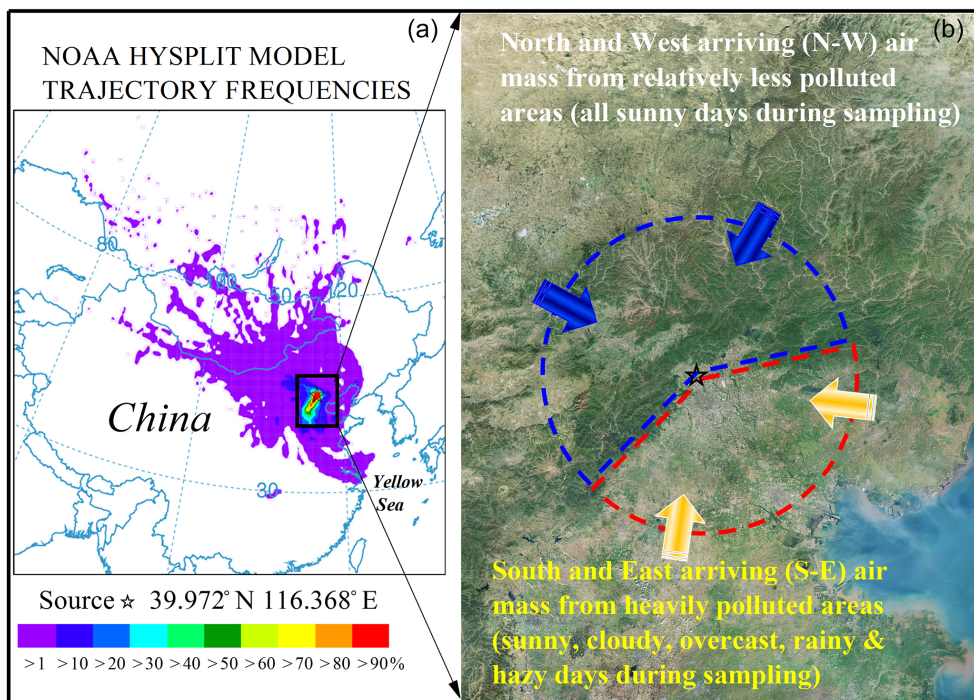 (a)
NOAA HYSPLIT MODEL
TRAJECTORY FREQUENCIES
80
100
120
China
30
Yellow
Sea
Source ☆ 39.972° N 116.368° E
>1 >10 >20 >30 >40 >50 >60 >70 >80 >90%
(b)
North and West arriving (N-W) air
mass from relatively less polluted
areas (all sunny days during sampling)
South and East arriving (S-E) air
mass from heavily polluted areas
(sunny, cloudy, overcast, rainy &
hazy days during sampling)